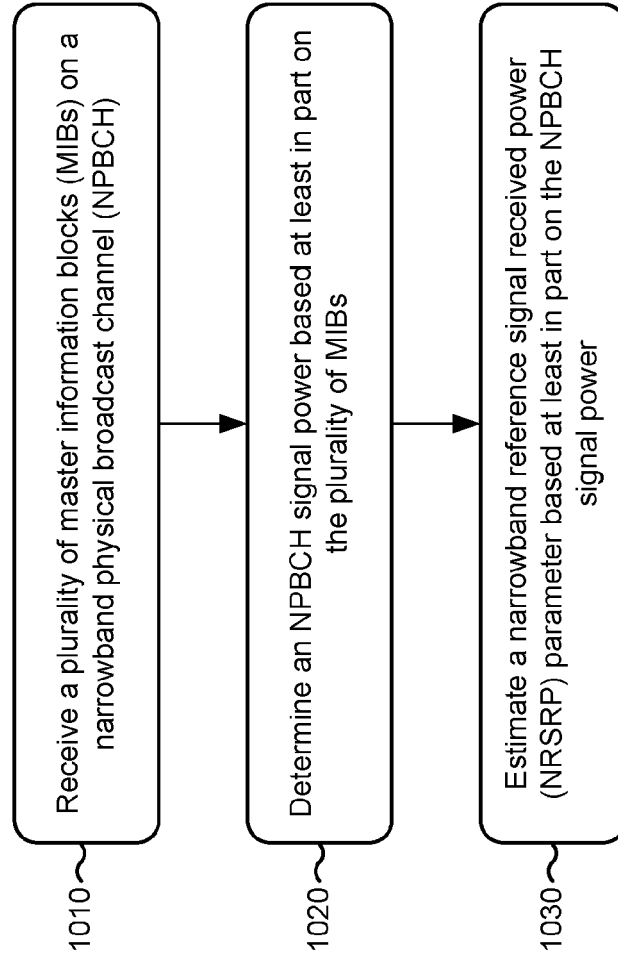 1010
Receive a plurality of master information blocks (MIBs) on a
narrowband physical broadcast channel (NPBCH)
1020
Determine an NPBCH signal power based at least in part on
the plurality of MIBs
1030
Estimate a narrowband reference signal received power
(NRSRP) parameter based at least in part on the NPBCH
signal power